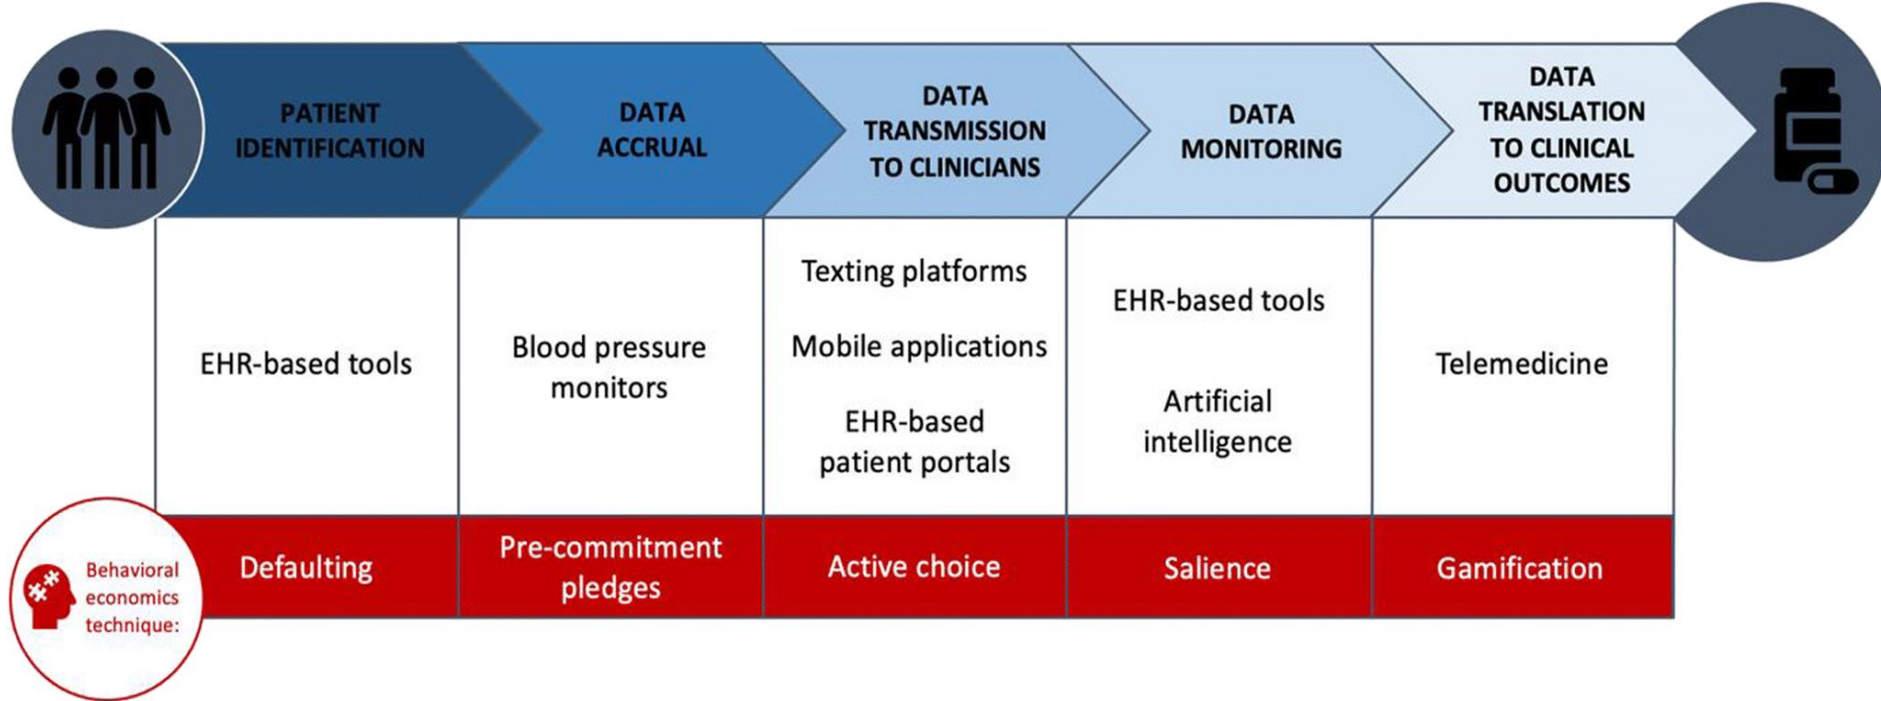 PATIENT
IDENTIFICATION
DATA
ACCRUAL
DATA
TRANSMISSION
TO CLINICIANS
DATA
MONITORING
DATA
TRANSLATION
TO CLINICAL
OUTCOMES
EHR-based tools
Blood pressure
monitors
Texting platforms
Mobile applications
EHR-based
patient portals
EHR-based tools
Artificial
intelligence
Telemedicine
Behavioral
economics
technique:
Defaulting
Pre-commitment
pledges
Active choice
Salience
Gamification